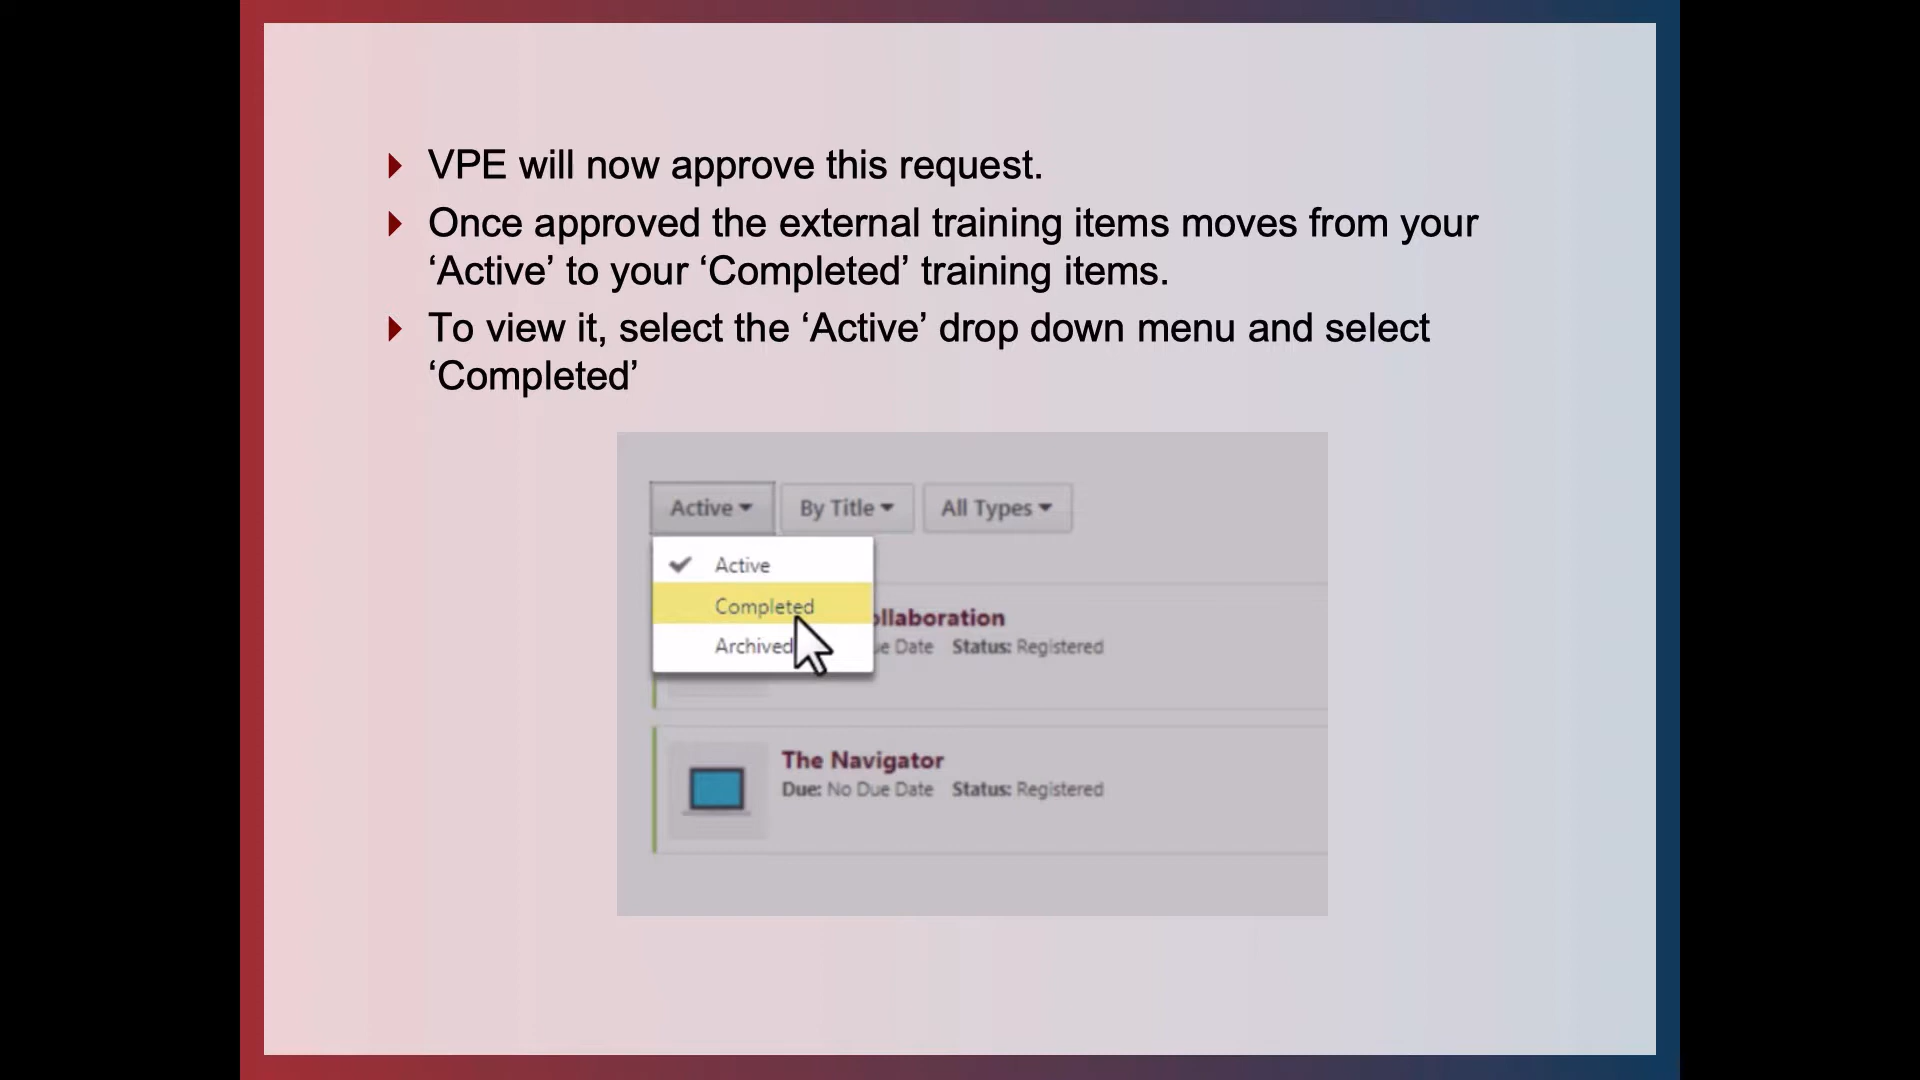 VPE will now approve this request.
Once approved the external training items moves from your
‘Active’ to your ‘Completed’ training items.
To view it, select the ‘Active’ drop down menu and select
‘Completed’
Active By Title All Types
Active
Completed
Archived
ollaboration
ue Date Status: Registered
The Navigator
Due: No Due Date Status: Registered